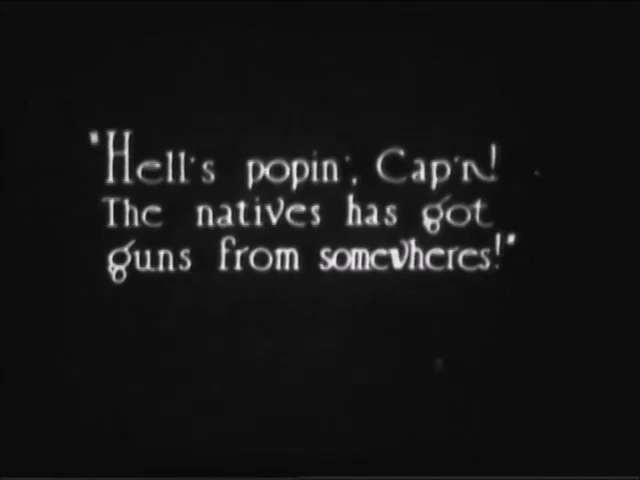 "Hell's popin', Cap'n!
The natives has got
guns from somewheres!"